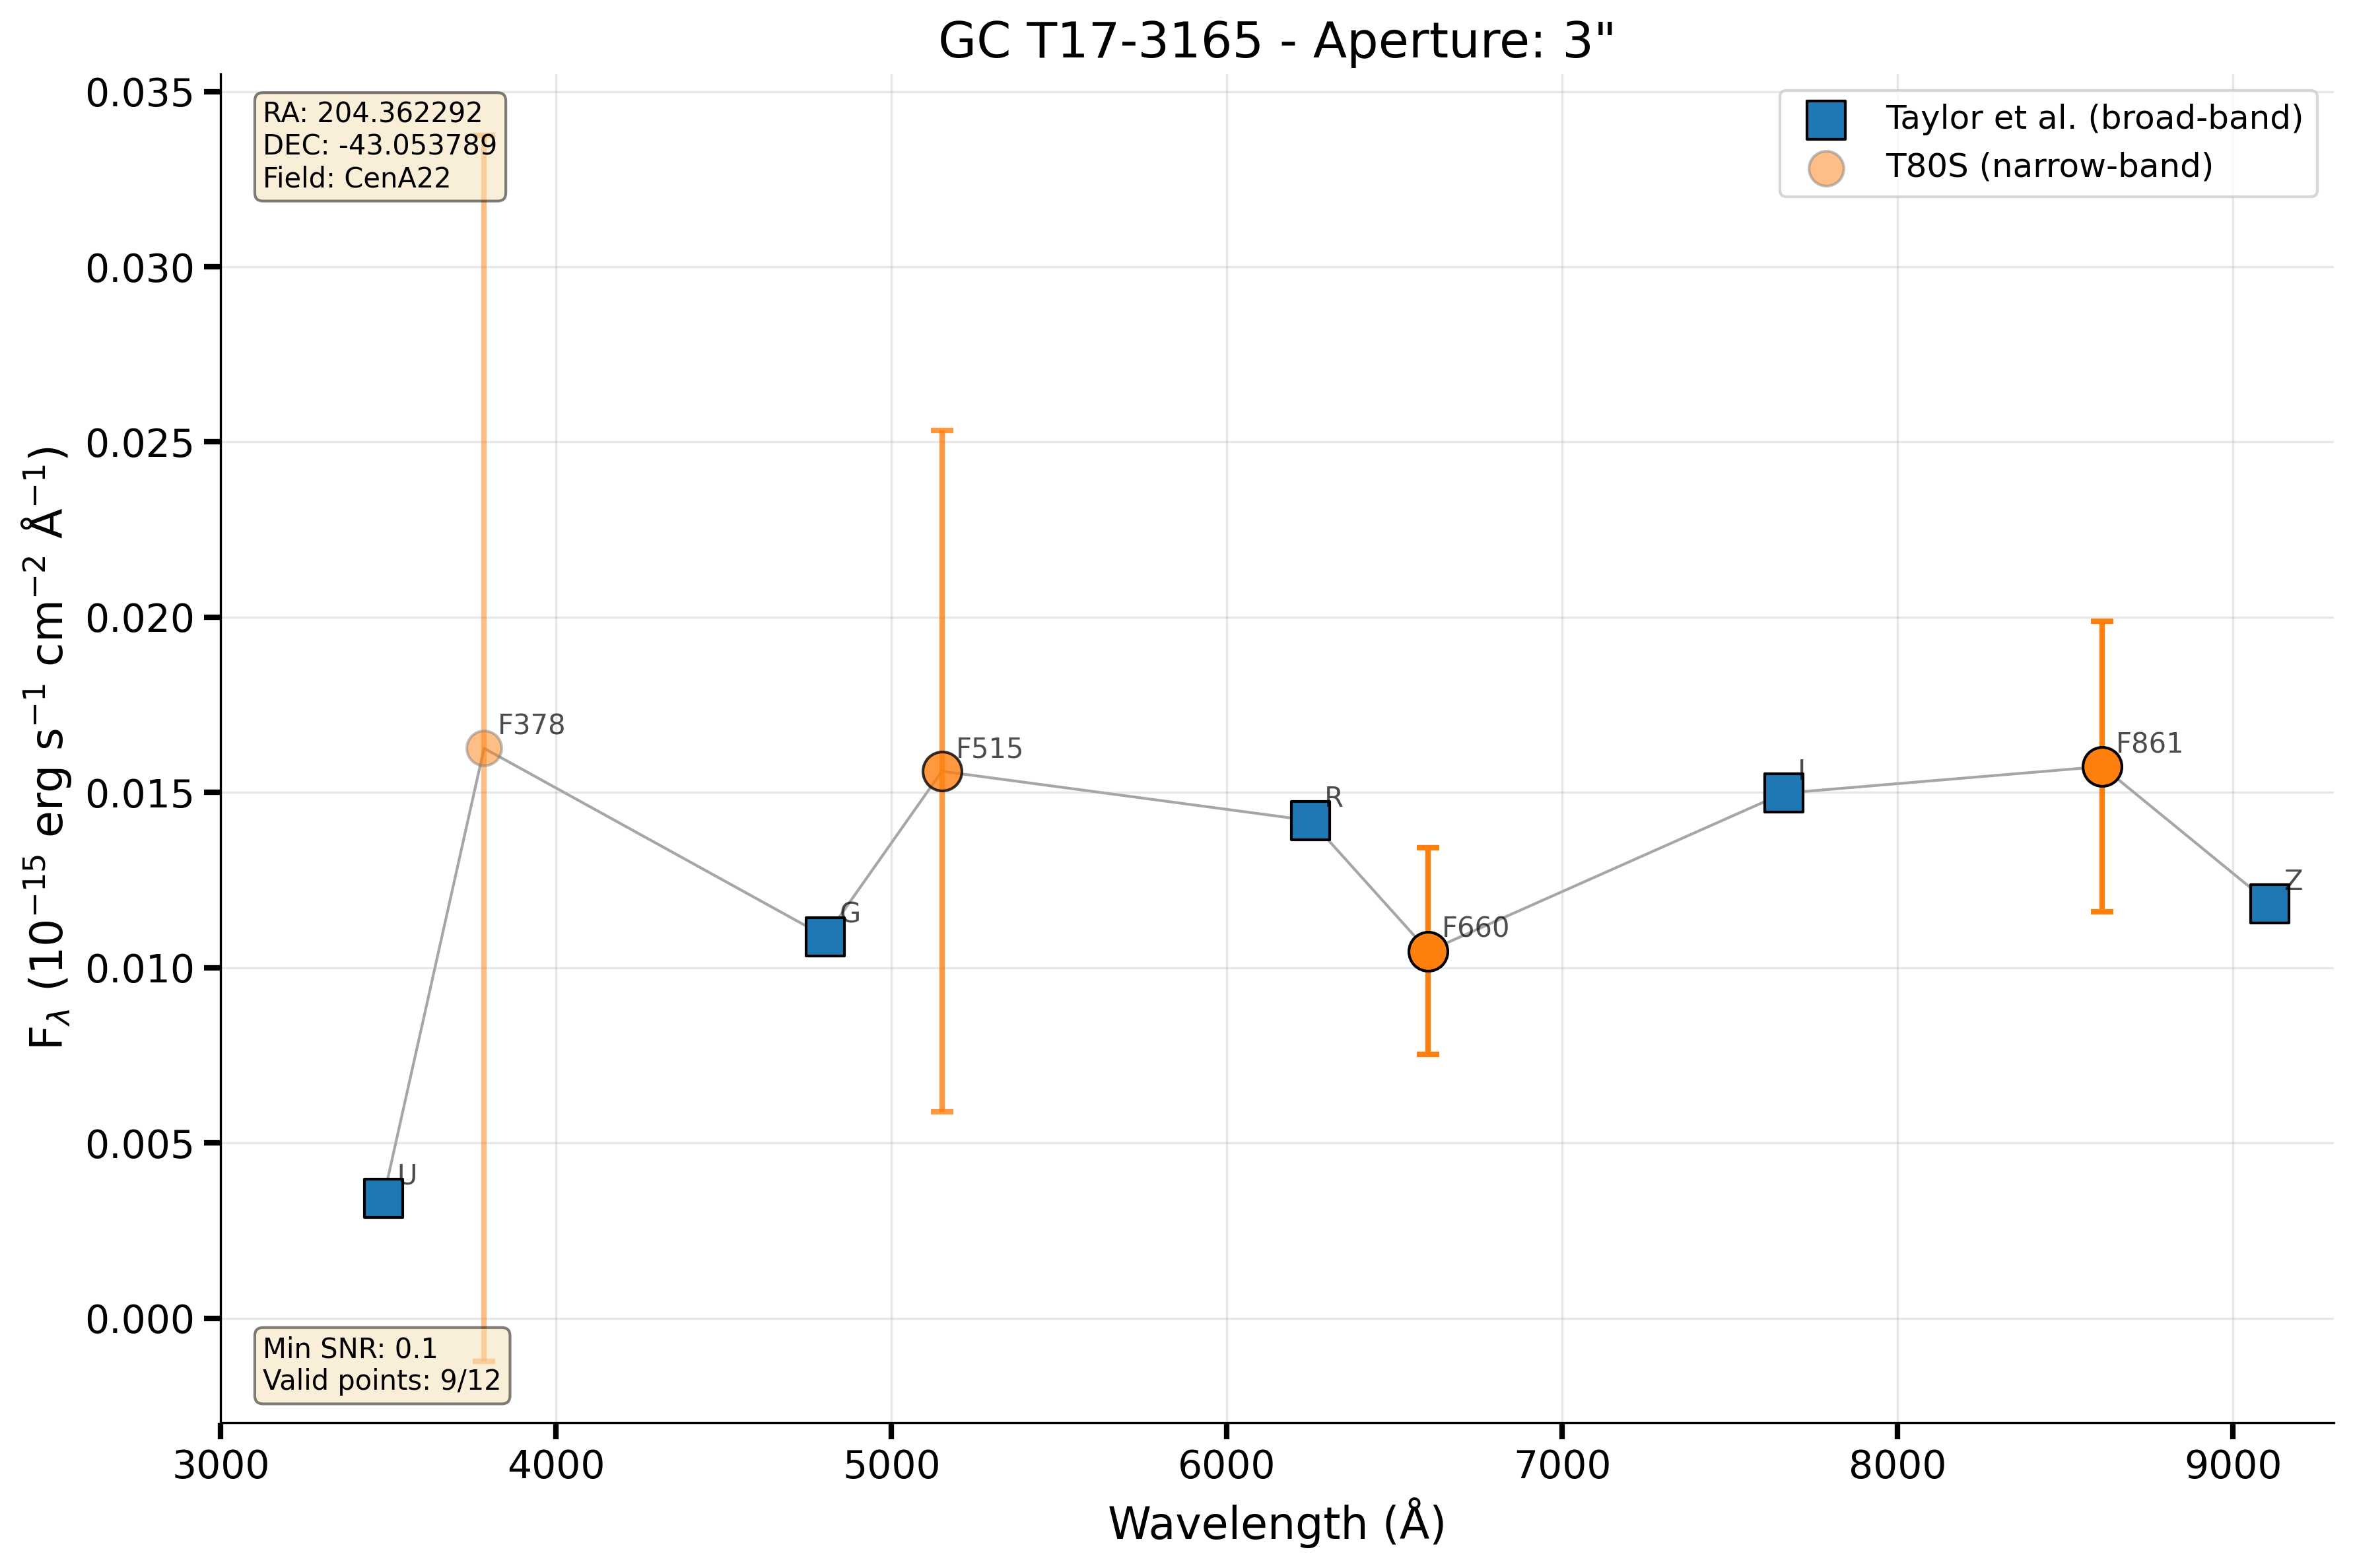 GC T17-3165 - Aperture: 3"
RA: 204.362292
DEC: -43.053789
Field: CenA22
Taylor et al. (broad-band)
T80S (narrow-band)
0.035
0.030
0.025
0.020
0.015
0.010
0.005
0.000
F$_λ$ (10$^{−15}$ erg s$^{−1}$ cm$^{−2}$ Å$^{−1}$)
U
F378
G
F515
R
F660
I
F861
Z
Min SNR: 0.1
Valid points: 9/12
3000 4000 5000 6000 7000 8000 9000
Wavelength (Å)